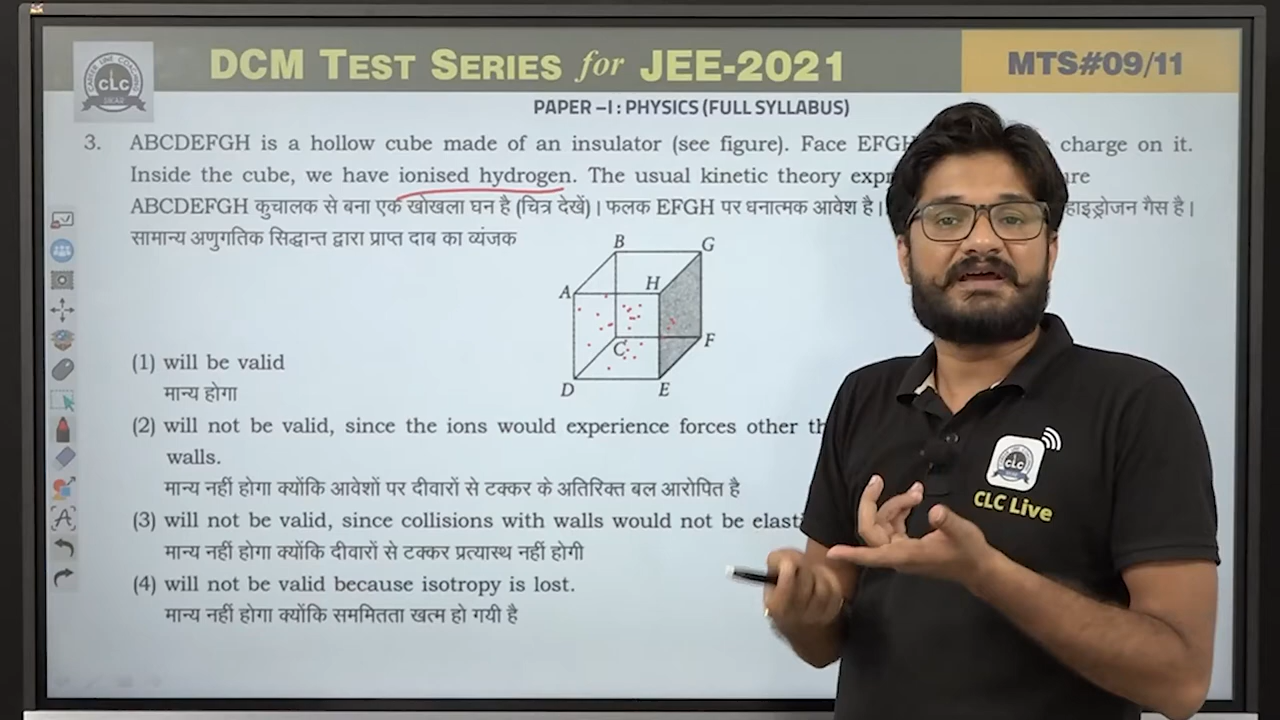 DCM TEST SERIES for JEE-2021
MTS#09/11
CLC
SIKAR
PAPER –I : PHYSICS (FULL SYLLABUS)
3. ABCDEFGH is a hollow cube made of an insulator (see figure). Face EFGH charge on it.
Inside the cube, we have ionised hydrogen. The usual kinetic theory
ABCDEFGH कुचालक से बना एक खोखला घन है (चित्र देखें)। फलक EFGH पर धनात्मक आवेश है। हाइड्रोजन गैस है।
सामान्य अणुगतिक सिद्धान्त द्वारा प्राप्त दाब का व्यंजक
B G
A H
C F
D E
(1) will be valid
मान्य होगा
(2) will not be valid, since the ions would experience forces other
walls.
मान्य नहीं होगा क्योंकि आवेशों पर दीवारों से टक्कर के अतिरिक्त बल आरोपित है
(3) will not be valid, since collisions with walls would not be
मान्य नहीं होगा क्योंकि दीवारों से टक्कर प्रत्यास्थ नहीं होगी
(4) will not be valid because isotropy is lost.
मान्य नहीं होगा क्योंकि सममितता खत्म हो गयी है
CLC
CLC Live